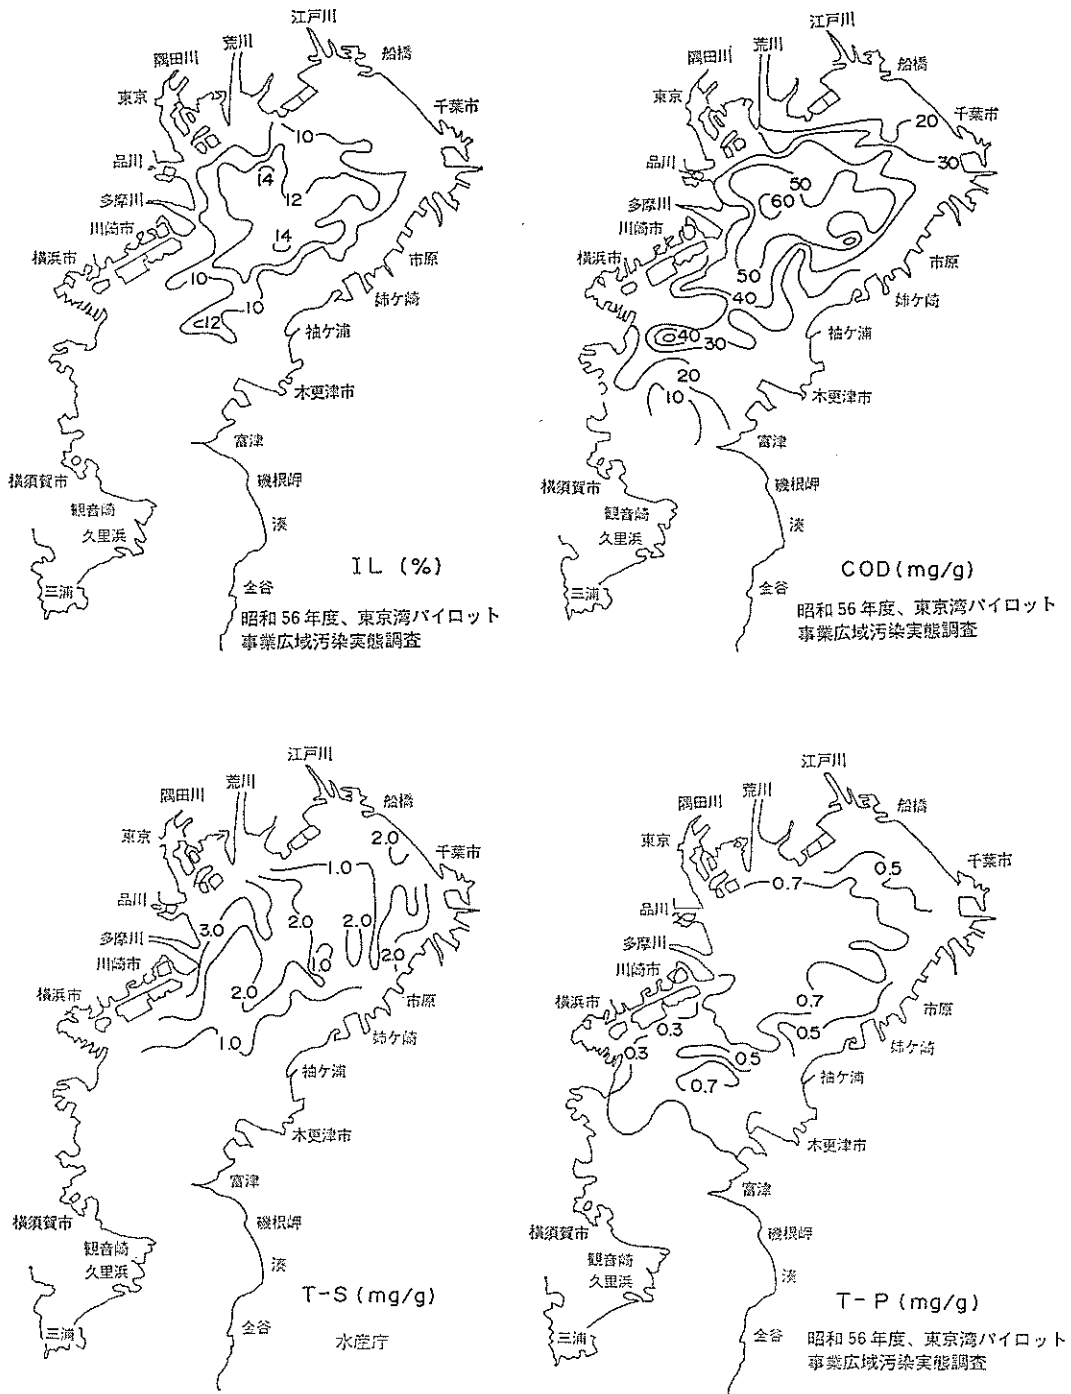 江戸川
荒川
船橋
隅田川
東京
千葉市
10
品川
14
12
多摩川
14
川崎市
横浜市
10
10
12
市原
姉ケ崎
袖ケ浦
木更津市
富津
横須賀市
磯根岬
観音崎
湊
久里浜
三浦
金谷
IL (%)
昭和56年度、東京湾パイロット
事業広域汚染実態調査
江戸川
荒川
船橋
隅田川
東京
20
千葉市
30
品川
50
60
多摩川
川崎市
横浜市
50
40
市原
姉ケ崎
40
30
袖ケ浦
20
10
木更津市
富津
横須賀市
磯根岬
観音崎
湊
久里浜
三浦
金谷
COD(mg/g)
昭和56年度、東京湾パイロット
事業広域汚染実態調査
江戸川
荒川
船橋
隅田川
東京
2.0
千葉市
1.0
品川
3.0
2.0
2.0
多摩川
川崎市
1.0
2.0
横浜市
2.0
市原
1.0
姉ケ崎
袖ケ浦
木更津市
富津
横須賀市
磯根岬
観音崎
湊
久里浜
三浦
金谷
T-S(mg/g)
水産庁
江戸川
荒川
船橋
隅田川
東京
0.5
千葉市
0.7
品川
多摩川
川崎市
横浜市
0.7
市原
0.3
0.5
姉ケ崎
0.3
0.5
0.7
袖ケ浦
木更津市
富津
横須賀市
磯根岬
観音崎
湊
久里浜
三浦
金谷
T-P(mg/g)
昭和56年度、東京湾パイロット
事業広域汚染実態調査